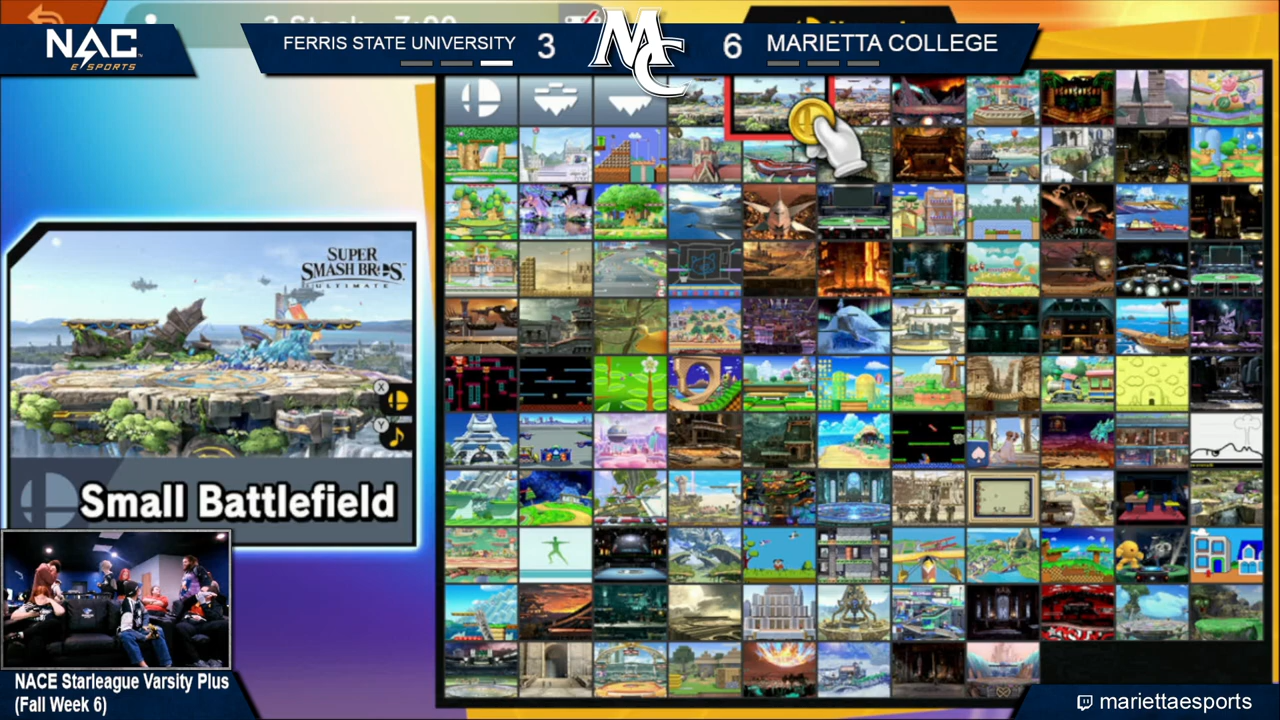 NAC
ESPORTS
FERRIS STATE UNIVERSITY 3
MC
6 MARIETTA COLLEGE
SUPER
SMASH BROS.
ULTIMATE
X
Y
Small Battlefield
NACE Starleague Varsity Plus
(Fall Week 6)
mariettaesports